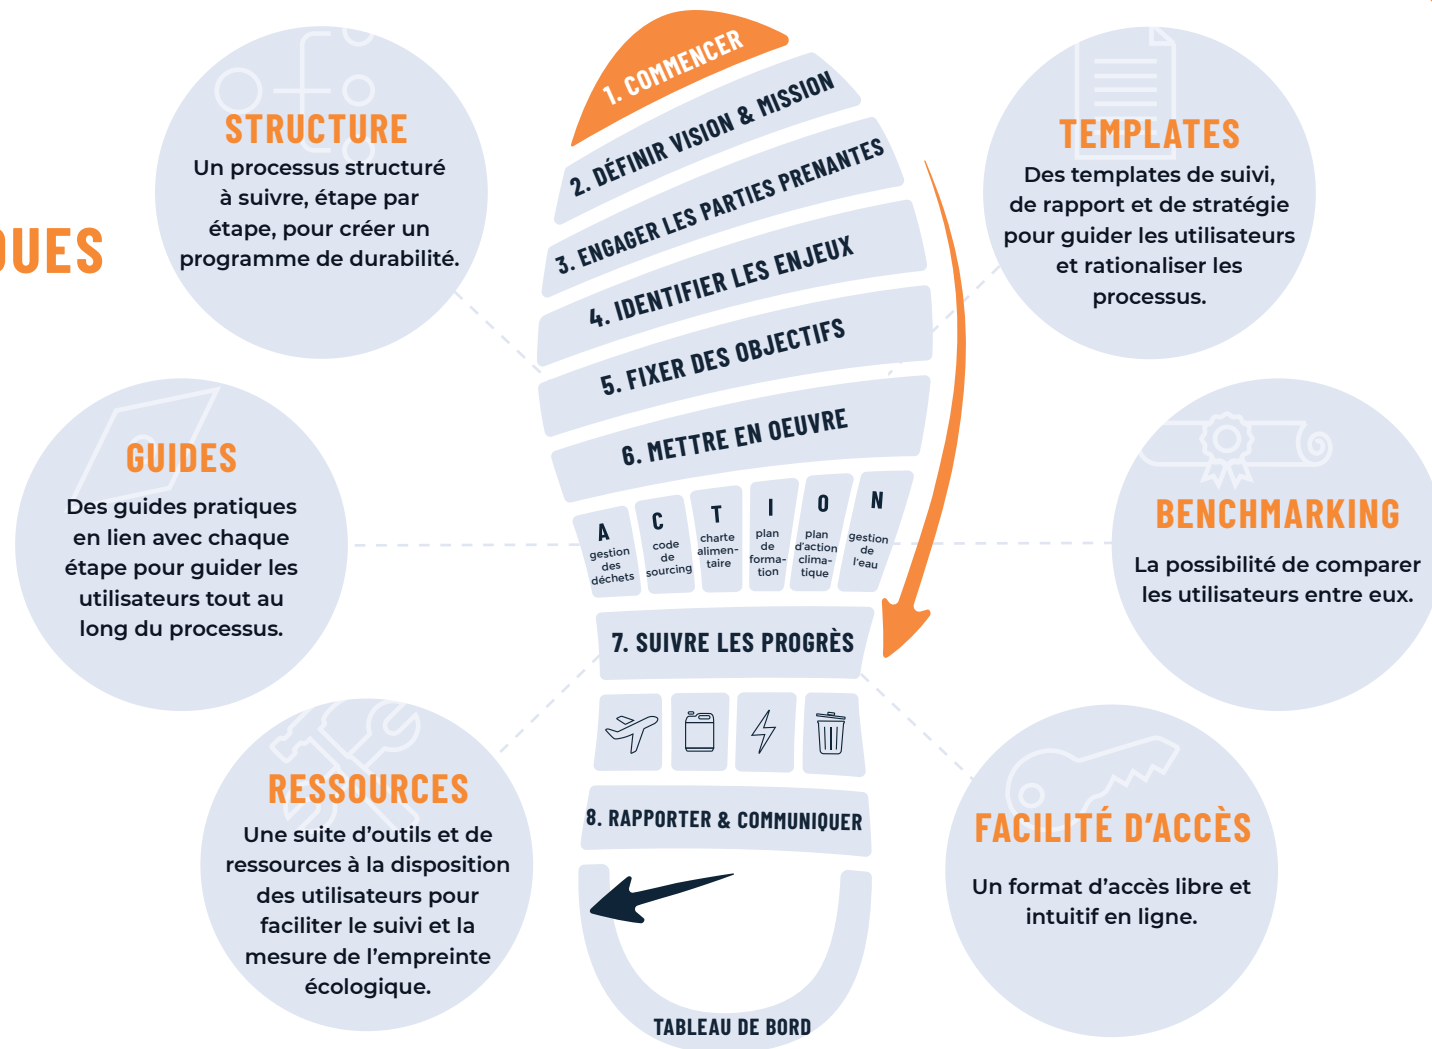 QUES
STRUCTURE
Un processus structuré
à suivre, étape par
étape, pour créer un
programme de durabilité.
GUIDES
Des guides pratiques
en lien avec chaque
étape pour guider les
utilisateurs tout au
long du processus.
RESSOURCES
Une suite d’outils et de
ressources à la disposition
des utilisateurs pour
faciliter le suivi et la
mesure de l’empreinte
écologique.
1. COMMENCER
2. DÉFINIR VISION & MISSION
3. ENGAGER LES PARTIES PRENANTES
4. IDENTIFIER LES ENJEUX
5. FIXER DES OBJECTIFS
6. METTRE EN OEUVRE
A
gestion
des
déchets
C
code
de
sourcing
T
charte
alimen-
taire
I
plan
de
forma-
tion
O
plan
d’action
clima-
tique
N
gestion
de
l’eau
7. SUIVRE LES PROGRÈS
8. RAPPORTER & COMMUNIQUER
TABLEAU DE BORD
TEMPLATES
Des templates de suivi,
de rapport et de stratégie
pour guider les utilisateurs
et rationaliser les
processus.
BENCHMARKING
La possibilité de comparer
les utilisateurs entre eux.
FACILITÉ D’ACCÈS
Un format d’accès libre et
intuitif en ligne.